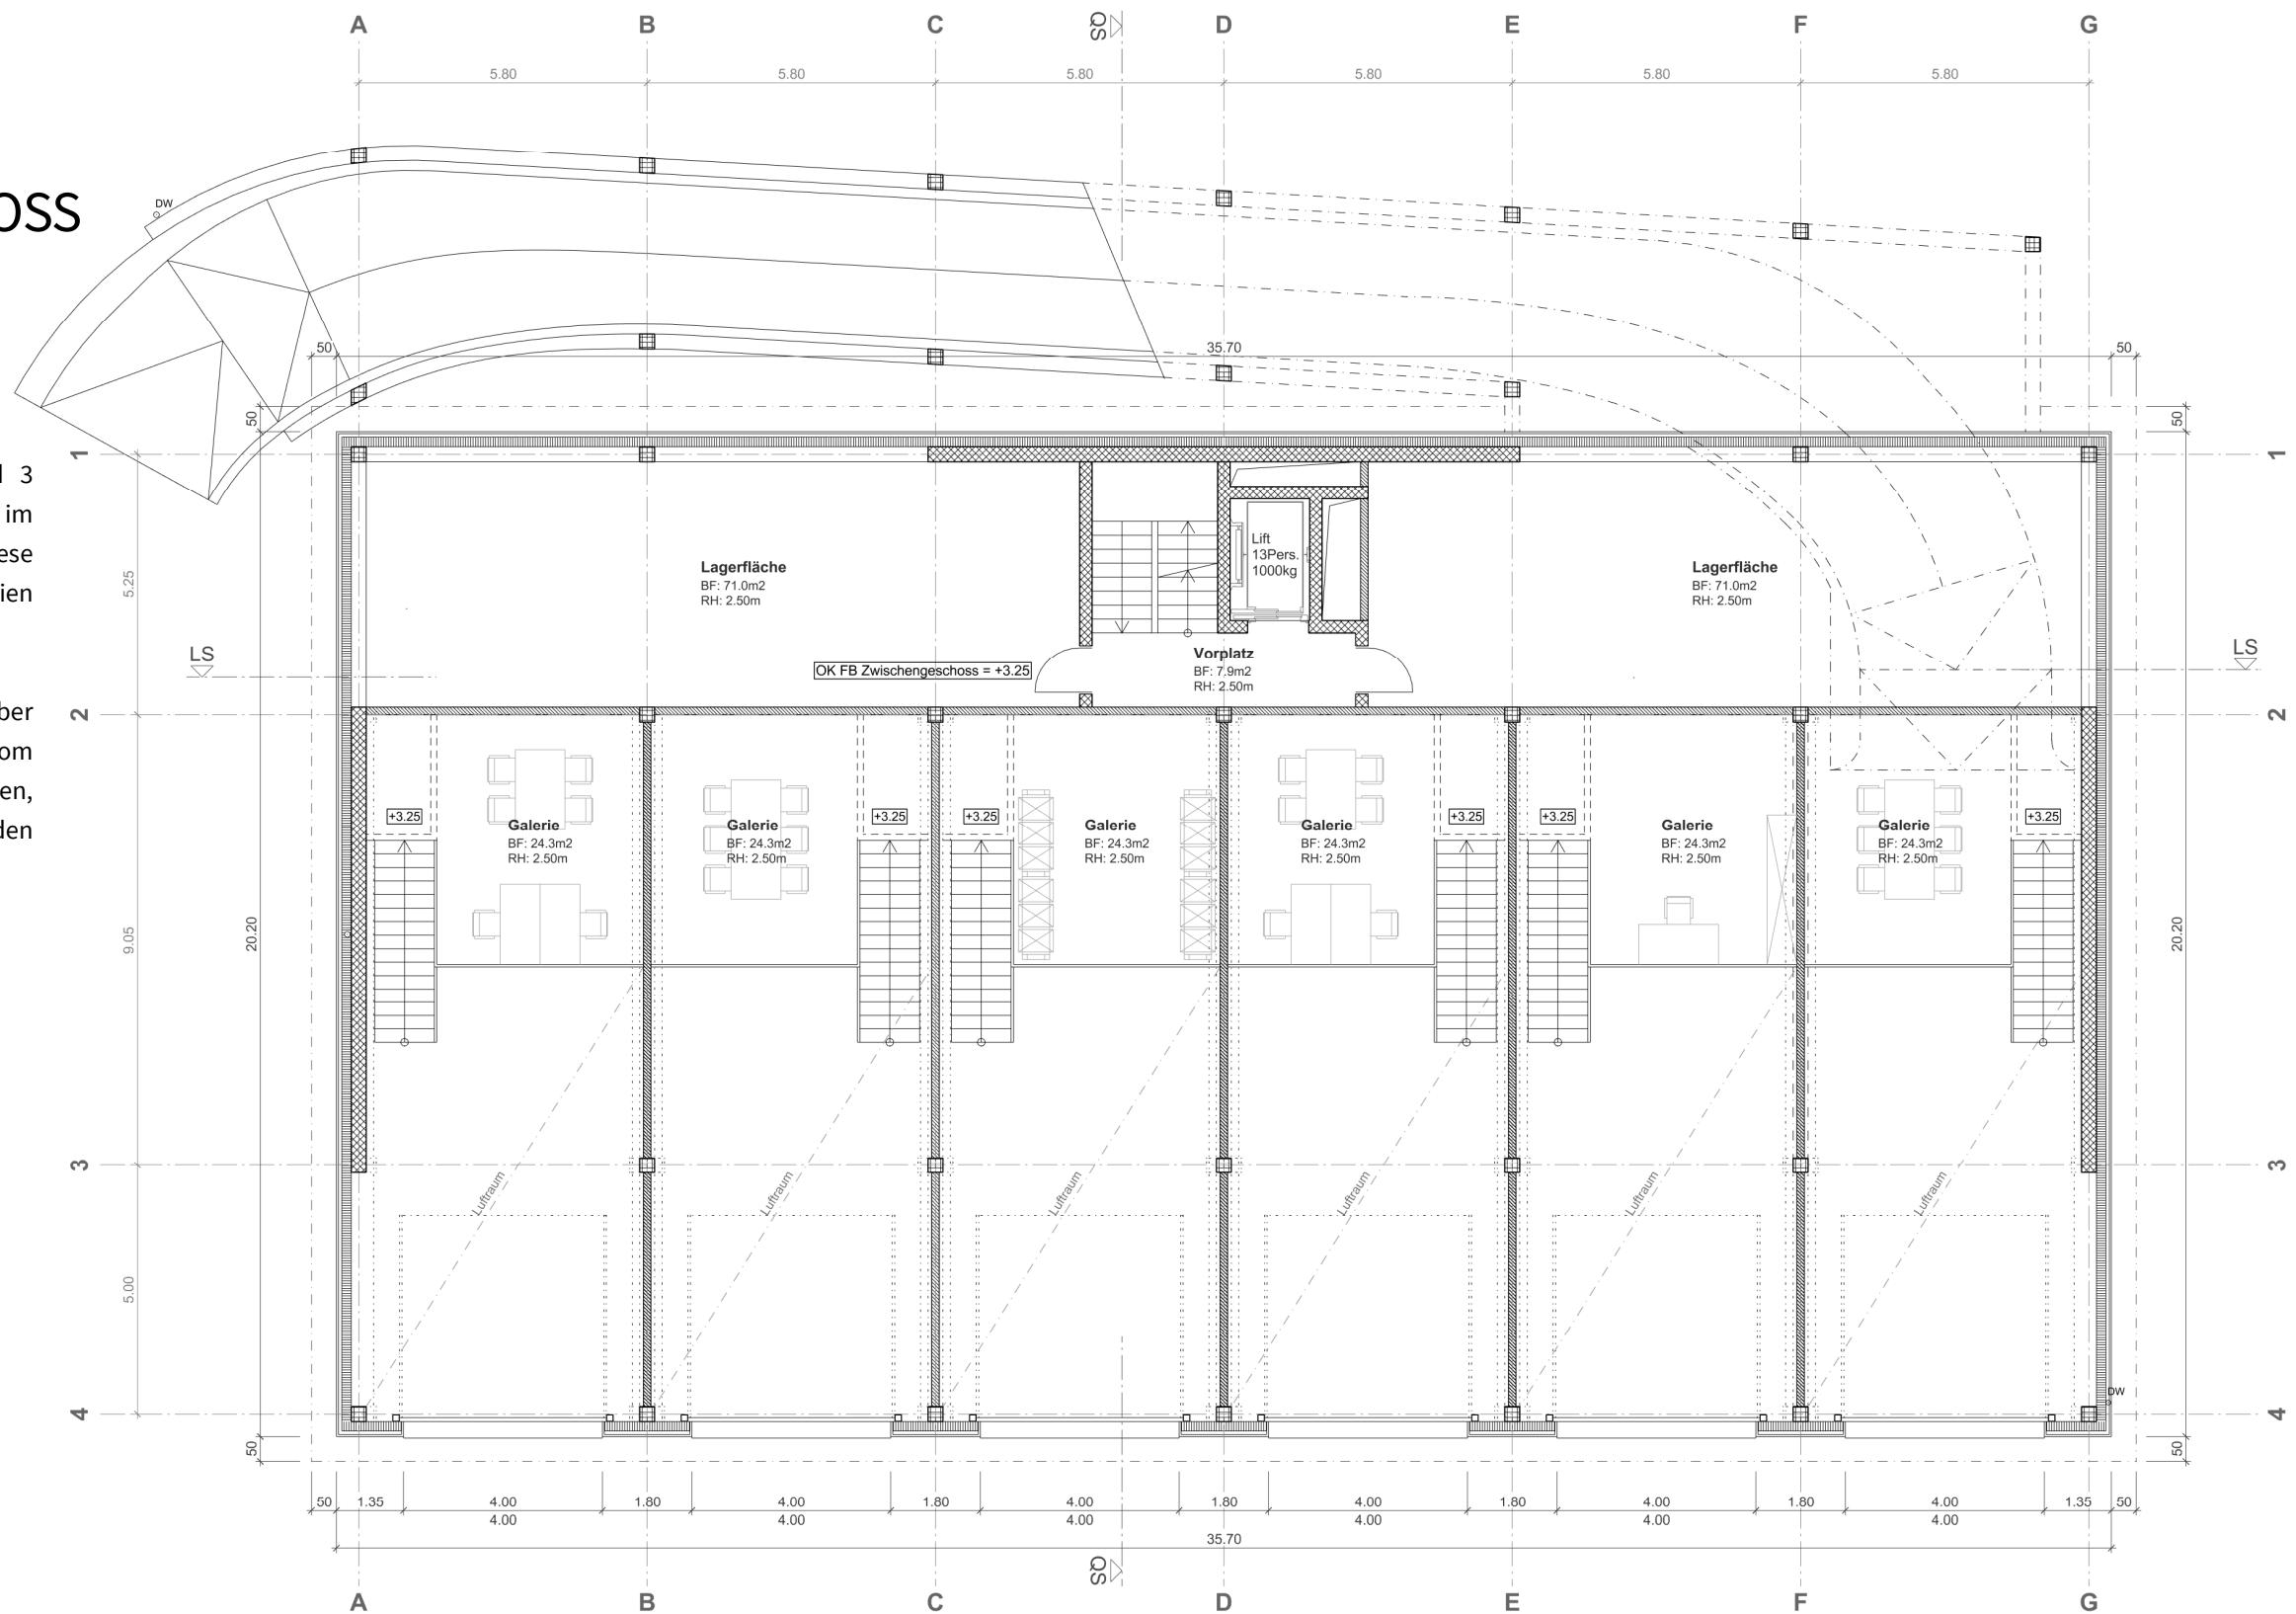 A B C QS D E F G
5.80 5.80 5.80 5.80 5.80 5.80
OSS
DW
50 35.70 50
50 50
1 1
3
im
ese
ien
5.25
Lagerfläche
BF: 71.0m2
RH: 2.50m
Lift
13Pers.
1000kg
Lagerfläche
BF: 71.0m2
RH: 2.50m
LS LS
OK FB Zwischengeschoss = +3.25
Vorplatz
BF: 7.9m2
RH: 2.50m
2 2
ber
om
en,
den
+3.25 +3.25 +3.25 +3.25 +3.25 +3.25
Galerie
BF: 24.3m2
RH: 2.50m
Galerie
BF: 24.3m2
RH: 2.50m
Galerie
BF: 24.3m2
RH: 2.50m
Galerie
BF: 24.3m2
RH: 2.50m
Galerie
BF: 24.3m2
RH: 2.50m
Galerie
BF: 24.3m2
RH: 2.50m
9.05 20.20 20.20
3 3
Luftraum Luftraum Luftraum Luftraum Luftraum Luftraum
5.00
DW
4 4
50 50
50 1.35 4.00 1.80 4.00 1.80 4.00 1.80 4.00 1.80 4.00 1.80 4.00 1.35 50
4.00 4.00 4.00 4.00 4.00 4.00
35.70
A B C QS D E F G